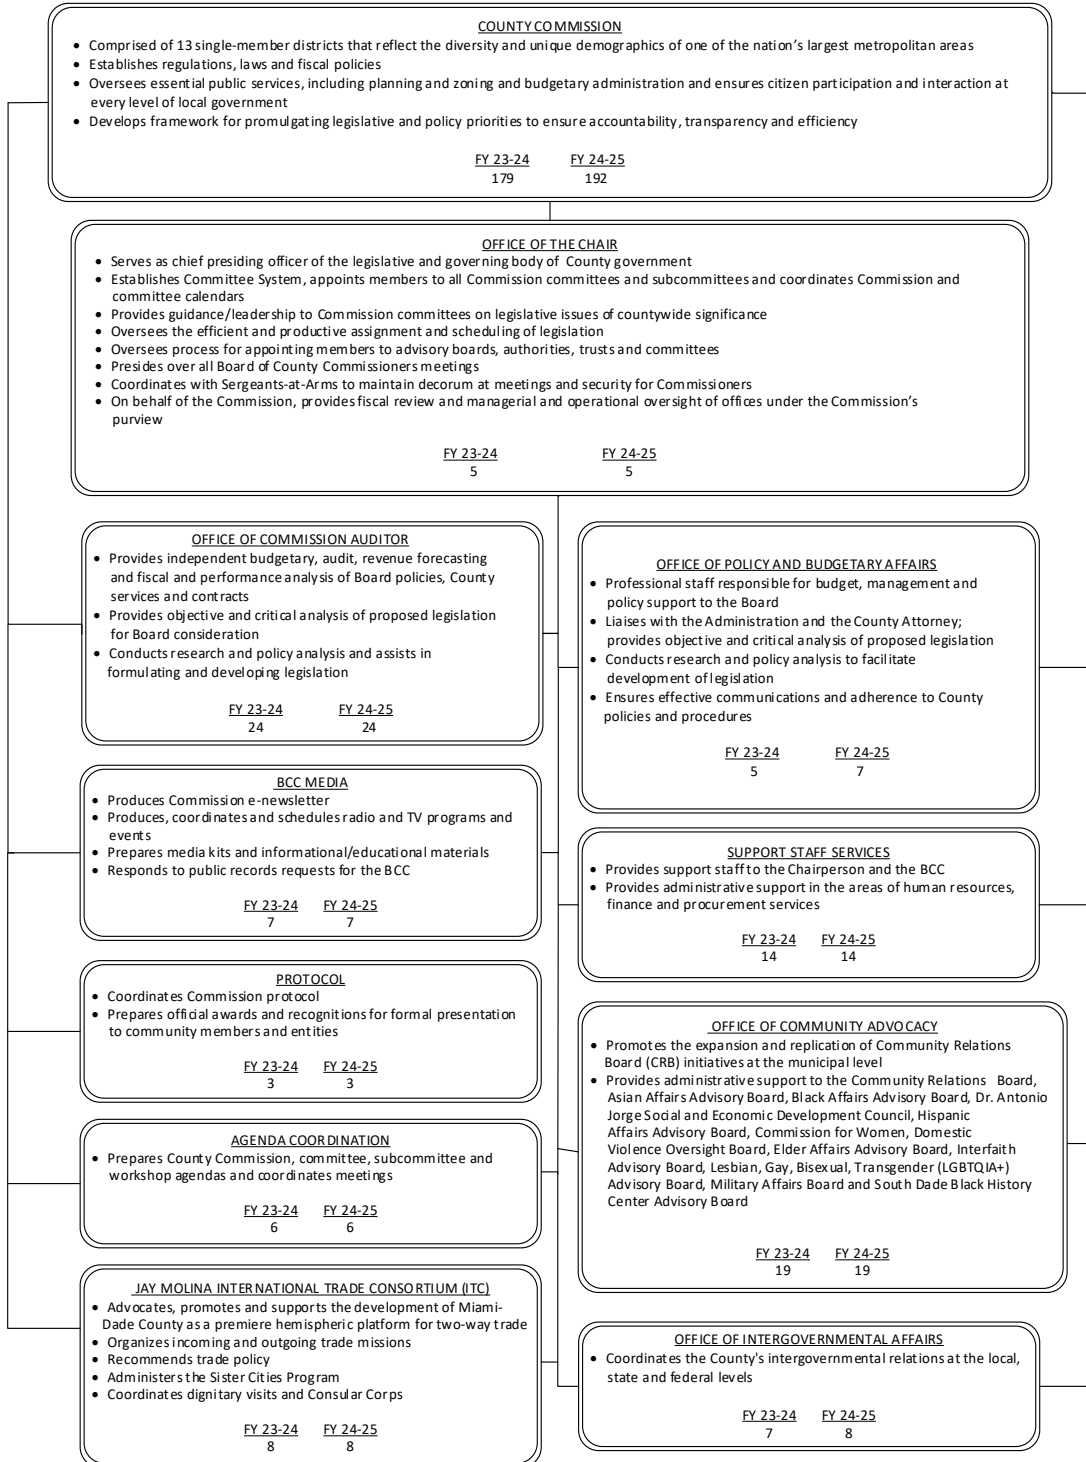 COUNTY COMMISSION
• Comprised of 13 single-member districts that reflect the diversity and unique demographics of one of the nation's largest metropolitan areas
• Establishes regulations, laws and fiscal policies
• Oversees essential public services, including planning and zoning and budgetary administration and ensures citizen participation and interaction at
every level of local government
• Develops framework for promulgating legislative and policy priorities to ensure accountability, transparency and efficiency
FY 23-24 FY 24-25
179 192
OFFICE OF THE CHAIR
• Serves as chief presiding officer of the legislative and governing body of County government
• Establishes Committee System, appoints members to all Commission committees and subcommittees and coordinates Commission and
committee calendars
• Provides guidance/leadership to Commission committees on legislative issues of countywide significance
• Oversees the efficient and productive assignment and scheduling of legislation
• Oversees process for appointing members to advisory boards, authorities, trusts and committees
• Presides over all Board of County Commissioners meetings
• Coordinates with Sergeants-at-Arms to maintain decorum at meetings and security for Commissioners
• On behalf of the Commission, provides fiscal review and managerial and operational oversight of offices under the Commission's
purview
FY 23-24 FY 24-25
5 5
OFFICE OF COMMISSION AUDITOR
• Provides independent budgetary, audit, revenue forecasting
and fiscal and performance analysis of Board policies, County
services and contracts
• Provides objective and critical analysis of proposed legislation
for Board consideration
• Conducts research and policy analysis and assists in
formulating and developing legislation
FY 23-24 FY 24-25
24 24
OFFICE OF POLICY AND BUDGETARY AFFAIRS
• Professional staff responsible for budget, management and
policy support to the Board
• Liaises with the Administration and the County Attorney;
provides objective and critical analysis of proposed legislation
• Conducts research and policy analysis to facilitate
development of legislation
• Ensures effective communications and adherence to County
policies and procedures
FY 23-24 FY 24-25
5 7
BCC MEDIA
• Produces Commission e-newsletter
• Produces, coordinates and schedules radio and TV programs and
events
• Prepares media kits and informational/educational materials
• Responds to public records requests for the BCC
FY 23-24 FY 24-25
7 7
SUPPORT STAFF SERVICES
• Provides support staff to the Chairperson and the BCC
• Provides administrative support in the areas of human resources,
finance and procurement services
FY 23-24 FY 24-25
14 14
PROTOCOL
• Coordinates Commission protocol
• Prepares official awards and recognitions for formal presentation
to community members and entities
FY 23-24 FY 24-25
3 3
OFFICE OF COMMUNITY ADVOCACY
• Promotes the expansion and replication of Community Relations
Board (CRB) initiatives at the municipal level
• Provides administrative support to the Community Relations Board,
Asian Affairs Advisory Board, Black Affairs Advisory Board, Dr. Antonio
Jorge Social and Economic Development Council, Hispanic
Affairs Advisory Board, Commission for Women, Domestic
Violence Oversight Board, Elder Affairs Advisory Board, Interfaith
Advisory Board, Lesbian, Gay, Bisexual, Transgender (LGBTQIA+)
Advisory Board, Military Affairs Board and South Dade Black History
Center Advisory Board
FY 23-24 FY 24-25
19 19
AGENDA COORDINATION
• Prepares County Commission, committee, subcommittee and
workshop agendas and coordinates meetings
FY 23-24 FY 24-25
6 6
JAY MOLINA INTERNATIONAL TRADE CONSORTIUM (ITC)
• Advocates, promotes and supports the development of Miami-
Dade County as a premiere hemispheric platform for two-way trade
• Organizes incoming and outgoing trade missions
• Recommends trade policy
• Administers the Sister Cities Program
• Coordinates dignitary visits and Consular Corps
FY 23-24 FY 24-25
8 8
OFFICE OF INTERGOVERNMENTAL AFFAIRS
• Coordinates the County's intergovernmental relations at the local,
state and federal levels
FY 23-24 FY 24-25
7 8